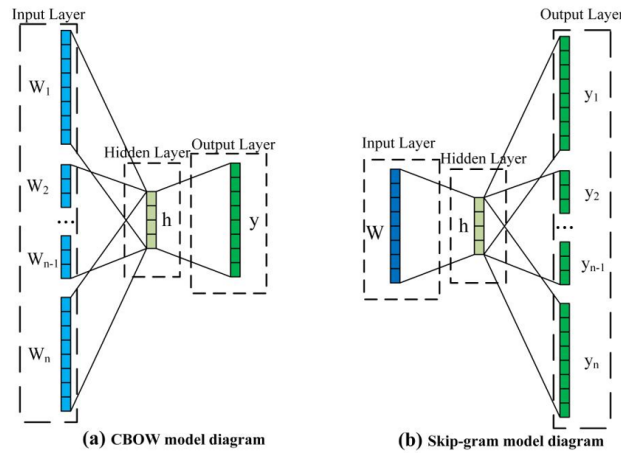 Input Layer
W1
W2
...
Wn-1
Wn
Hidden Layer
h
Output Layer
y
(a) CBOW model diagram
Input Layer
W
Hidden Layer
h
Output Layer
y1
y2
...
yn-1
yn
(b) Skip-gram model diagram